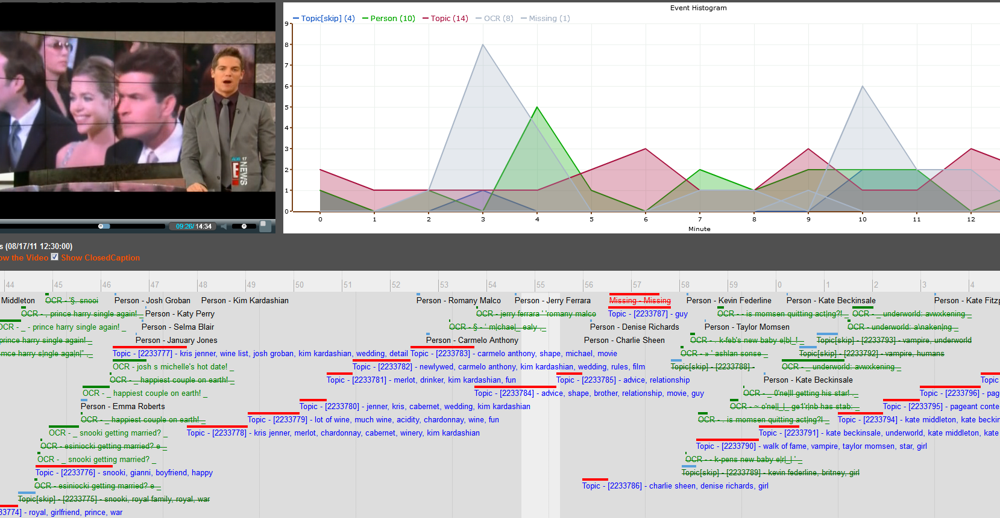 Event Histogram
Topic[skip] (4) Person (10) Topic (14) OCR (8) Missing (1)
9
8
7
6
5
4
3
2
1
0
0 1 2 3 4 5 6 7 8 9 10 11 12
Minute
AUG 17
E! NEWS
09:26/ 14:34
s (08/17/11 12:30:00)
ow the Video Show ClosedCaption
44 45 46 47 48 49 50 51 52 53 54 55 56 57 58 59 0 1 2 3 4
Middleton OCR - '§. snooi Person - Josh Groban Person - Kim Kardashian Person - Romany Malco Person - Jerry Ferrara Missing - Missing Person - Kevin Federline Person - Kate Beckinsale Person - Kate Fitzp
OCR - , prince harry single again! _ Person - Katy Perry OCR - jerry ferrara ' 'romany malco Topic - [2233787] - guy OCR - - is momsen quitting act|ng?! _ OCR - _ underworld: awxkening _
OCR - _ - prince harry single again! _ Person - Selma Blair OCR - § - ' m|chael_ ealy ,_ Person - Denise Richards Person - Taylor Momsen OCR - underworld: a\naken|ng _
prince harry single again! _ Person - January Jones Person - Carmelo Anthony Person - Charlie Sheen OCR - . k-feb's new baby e|b|_! _ Topic[skip] - [2233793] - vampire, underworld
nce harry s|ngle aga|n|" ,_ Topic - [2233777] - kris jenner, wine list, josh groban, kim kardashian, wedding, detail Topic - [2233783] - carmelo anthony, shape, michael, movie OCR - » ' ashlan sonse _ Topic[skip] - [2233792] - vampire, humans
OCR - josh s michelle's hot date! _ Topic - [2233782] - newlywed, carmelo anthony, kim kardashian, wedding, rules, film Topic[skip] - [2233788] - OCR - _ underworld: awxkening _
OCR - _ happiest couple on earth! _ Topic - [2233781] - merlot, drinker, kim kardashian, fun Topic - [2233785] - advice, relationship Person - Kate Beckinsale Topic
OCR - _ happiest couple on earth! _ Topic - [2233784] - advice, shape, brother, relationship, movie, guy OCR - _ 0'ne|l getting his star! . _ Topic - [2233796] - pag
Person - Emma Roberts Topic - [2233780] - jenner, kris, cabernet, wedding, kim kardashian OCR - ~ o'ne||_|_ ge1'r|nb has stab: _ Topic - [2233795] - pageant conte
OCR - _ happiest couple on earth! _ Topic - [2233779] - lot of wine, much wine, acidity, chardonnay, wine, fun OCR - . is momsen quitting act|ng?! _ Topic - [2233794] - kate middleton, kate beckin
OCR - _ snooki getting married? _ Topic - [2233778] - kris jenner, merlot, chardonnay, cabernet, winery, kim kardashian Topic - [2233791] - kate beckinsale, underworld, kate middleton, kate
OCR - esiniocki getting married? e _ Topic - [2233790] - walk of fame, vampire, taylor momsen, star, girl
OCR - _ snooki getting married? _ OCR - - k-pens new baby e|r|_| ' _
Topic - [2233776] - snooki, gianni, boyfriend, happy Topic[skip] - [2233789] - kevin federline, britney, girl
OCR - esiniocki getting married? e _ Topic - [2233786] - charlie sheen, denise richards, girl
Topic[skip] - [2233775] - snooki, royal family, royal, war
33774] - royal, girlfriend, prince, war